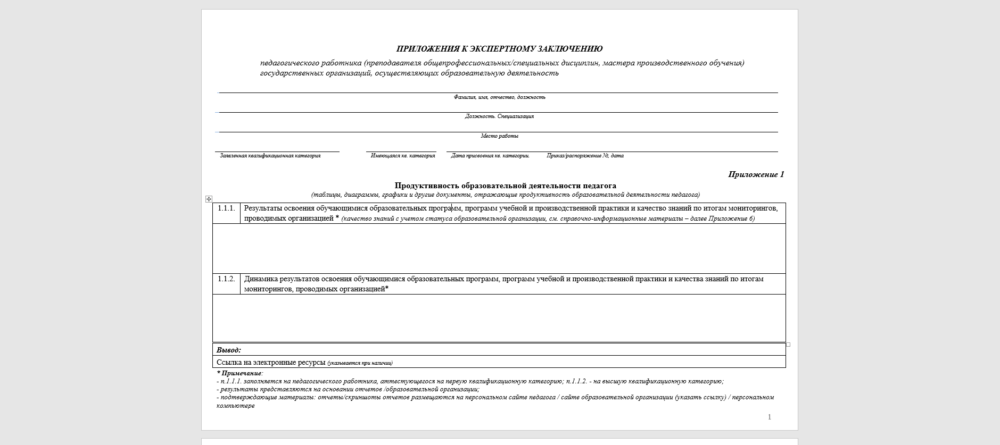 ПРИЛОЖЕНИЯ К ЭКСПЕРТНОМУ ЗАКЛЮЧЕНИЮ
педагогического работника (преподавателя общепрофессиональных/специальных дисциплин, мастера производственного обучения)
государственных организаций, осуществляющих образовательную деятельность
Фамилия, имя, отчество, должность
Должность. Специализация
Место работы
Заявленная квалификационная категория Имеющаяся кв. категория Дата присвоения кв. категории. Приказ/распоряжение №, дата
Приложение 1
Продуктивность образовательной деятельности педагога
(таблицы, диаграммы, графики и другие документы, отражающие продуктивность образовательной деятельности педагога)
1.1.1. Результаты освоения обучающимися образовательных программ, программ учебной и производственной практики и качество знаний по итогам мониторингов,
проводимых организацией * (качество знаний с учетом статуса образовательной организации, см. справочно-информационные материалы – далее Приложение 6)
1.1.2. Динамика результатов освоения обучающимися образовательных программ, программ учебной и производственной практики и качества знаний по итогам
мониторингов, проводимых организацией*
Вывод:
Ссылка на электронные ресурсы (указывается при наличии)
* Примечание:
- п.1.1.1. заполняется на педагогического работника, аттестующегося на первую квалификационную категорию; п.1.1.2. - на высшую квалификационную категорию;
- результаты представляются на основании отчетов /образовательной организации;
- подтверждающие материалы: отчеты/скриншоты отчетов размещаются на персональном сайте педагога / сайте образовательной организации (указать ссылку) / персональном
компьютере
1